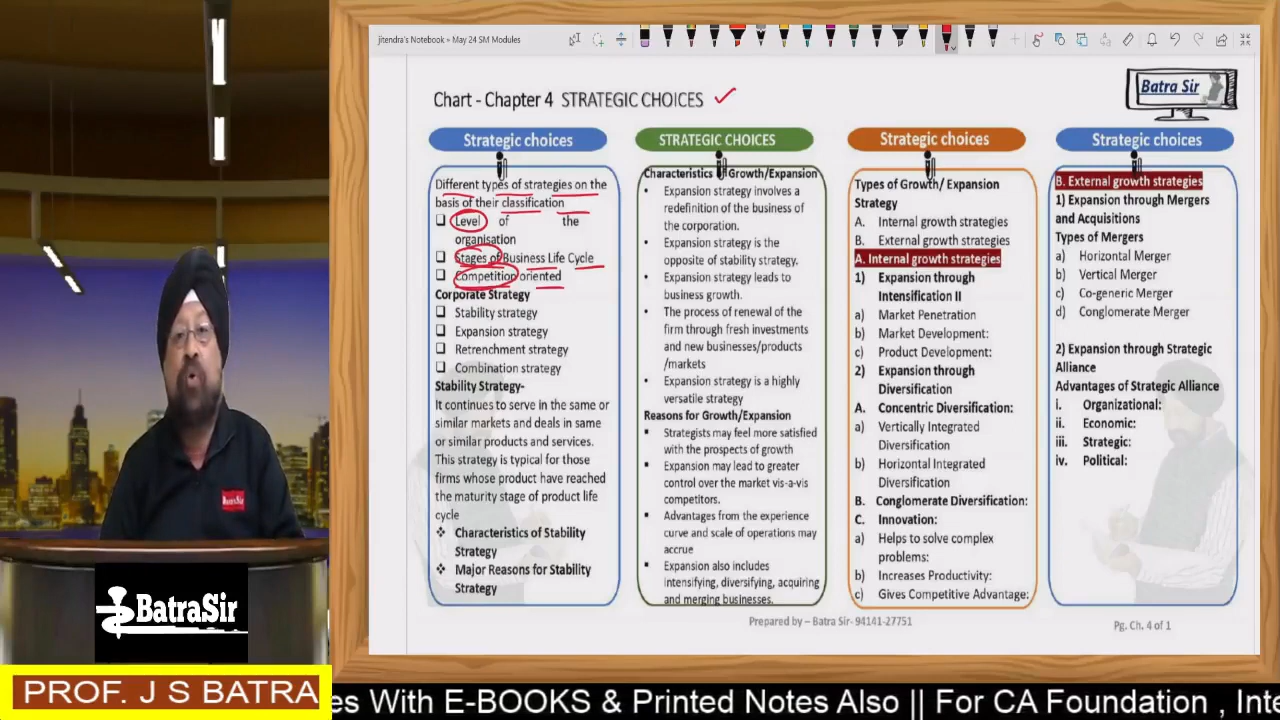 jitendra's Notebook » May 24 SM Modules
Chart - Chapter 4 STRATEGIC CHOICES
Batra Sir
Strategic choices
Different types of strategies on the
basis of their classification
Level of the
organisation
Stages of Business Life Cycle
Competition oriented
Corporate Strategy
Stability strategy
Expansion strategy
Retrenchment strategy
Combination strategy
Stability Strategy-
It continues to serve in the same or
similar markets and deals in same
or similar products and services.
This strategy is typical for those
firms whose product have reached
the maturity stage of product life
cycle
Characteristics of Stability
Strategy
Major Reasons for Stability
Strategy
STRATEGIC CHOICES
Characteristics of Growth/Expansion
Expansion strategy involves a
redefinition of the business of
the corporation.
Expansion strategy is the
opposite of stability strategy.
Expansion strategy leads to
business growth.
The process of renewal of the
firm through fresh investments
and new businesses/products
/markets
Expansion strategy is a highly
versatile strategy
Reasons for Growth/Expansion
Strategists may feel more satisfied
with the prospects of growth
Expansion may lead to greater
control over the market vis-a-vis
competitors.
Advantages from the experience
curve and scale of operations may
accrue
Expansion also includes
intensifying, diversifying, acquiring
and merging businesses.
Strategic choices
Types of Growth/ Expansion
Strategy
A. Internal growth strategies
B. External growth strategies
A. Internal growth strategies
1) Expansion through
Intensification II
a) Market Penetration
b) Market Development:
c) Product Development:
2) Expansion through
Diversification
A. Concentric Diversification:
a) Vertically Integrated
Diversification
b) Horizontal Integrated
Diversification
B. Conglomerate Diversification:
C. Innovation:
a) Helps to solve complex
problems:
b) Increases Productivity:
c) Gives Competitive Advantage:
Strategic choices
B. External growth strategies
1) Expansion through Mergers
and Acquisitions
Types of Mergers
a) Horizontal Merger
b) Vertical Merger
c) Co-generic Merger
d) Conglomerate Merger
2) Expansion through Strategic
Alliance
Advantages of Strategic Alliance
i. Organizational:
ii. Economic:
iii. Strategic:
iv. Political:
Prepared by – Batra Sir- 94141-27751
Pg. Ch. 4 of 1
BatraSir
BatraSir
PROF. J S BATRA
es With E-BOOKS & Printed Notes Also || For CA Foundation , Inte